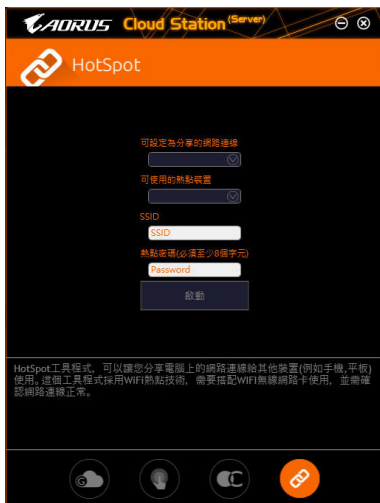 AORUS Cloud Station (Server)
HotSpot
可設定為分享的網路連線
可使用的熱點裝置
SSID
SSID
熱點密碼(必須至少8個字元)
Password
啟動
HotSpot工具程式，可以讓您分享電腦上的網路連線給其他裝置(例如手機,平板)
使用。這個工具程式採用WiFi熱點技術，需要搭配WIFI無線網路卡使用，並需確
認網路連線正常。
G